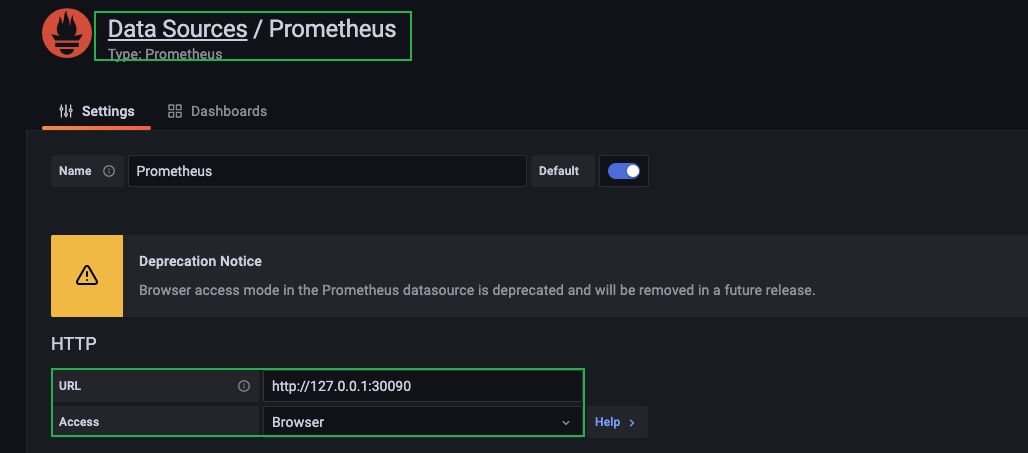 Data Sources / Prometheus
Type: Prometheus
Settings Dashboards
Name Prometheus Default
Deprecation Notice
Browser access mode in the Prometheus datasource is deprecated and will be removed in a future release.
HTTP
URL http://127.0.0.1:30090
Access Browser Help >